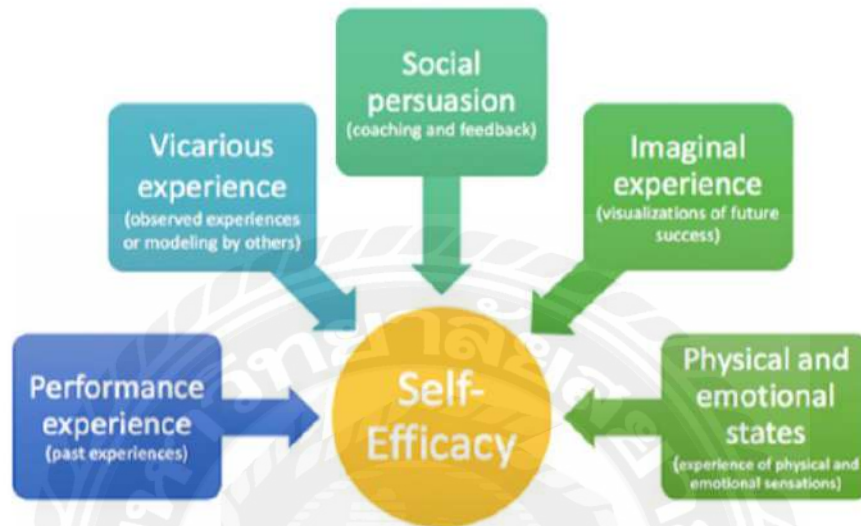 Social
persuasion
(coaching and feedback)
Vicarious
experience
(observed experiences
or modeling by others)
Imaginal
experience
(visualizations of future
success)
Performance
experience
(past experiences)
Self-
Efficacy
Physical and
emotional
states
(experience of physical and
emotional sensations)